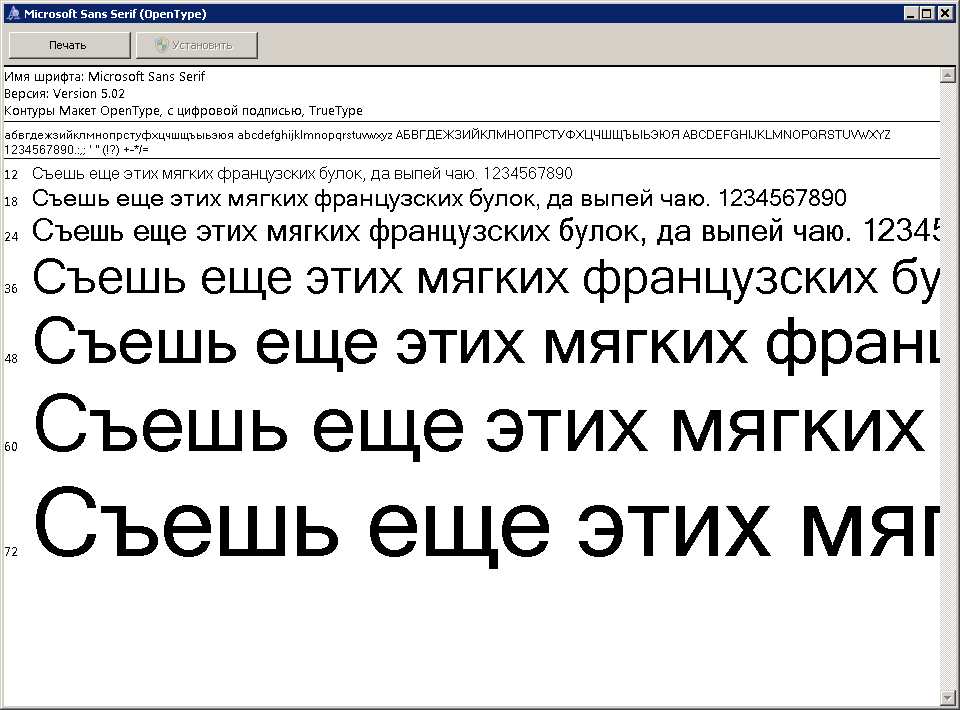 Microsoft Sans Serif (OpenType)
Печать Установить
Имя шрифта: Microsoft Sans Serif
Версия: Version 5.02
Контуры Макет OpenType, с цифровой подписью, TrueType
абвгдежзийклмнопрстуфхцчшщъыьэюя abcdefghijklmnopqrstuvwxyz АБВГДЕЖЗИЙКЛМНОПРСТУФХЦЧШЩЪЫЬЭЮЯ ABCDEFGHIJKLMNOPQRSTUVWXYZ
1234567890.:,; ' " (!?) +-*/=
12 Съешь еще этих мягких французских булок, да выпей чаю. 1234567890
18 Съешь еще этих мягких французских булок, да выпей чаю. 1234567890
24 Съешь еще этих мягких французских булок, да выпей чаю. 12345
36 Съешь еще этих мягких французских бу
48 Съешь еще этих мягких франц
60 Съешь еще этих мягких
72 Съешь еще этих мяг